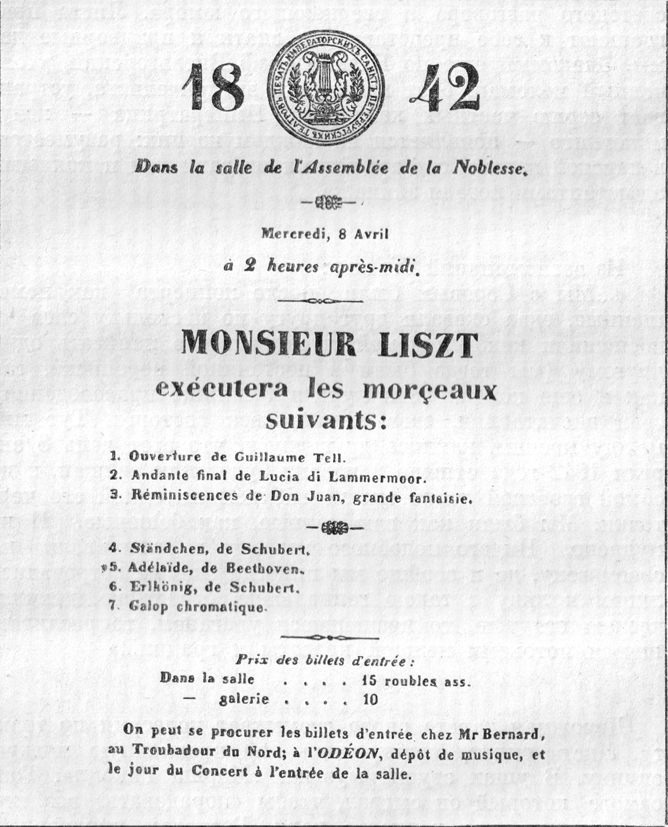 18 42
ПЕЧАТЬ ИМПЕРАТОРСКИХЪ САНКТЪ ПЕТЕРБУРГСКИХЪ ТЕАТРОВЪ
Dans la salle de l'Assemblée de la Noblesse.
Mercredi, 8 Avril
à 2 heures après-midi.
MONSIEUR LISZT
exécutera les morçeaux
suivants:
1. Ouverture de Guillaume Tell.
2. Andante final de Lucia di Lammermoor.
3. Réminiscences de Don Juan, grande fantaisie.
4. Ständchen, de Schubert.
5. Adélaïde, de Beethoven.
6. Erlkönig, de Schubert.
7. Galop chromatique.
Prix des billets d'entrée:
Dans la salle . . . . 15 roubles ass.
— galerie . . . . 10
On peut se procurer les billets d'entrée chez Mr Bernard,
au Troubadour du Nord; à l'ODÉON, dépôt de musique, et
le jour du Concert à l'entrée de la salle.